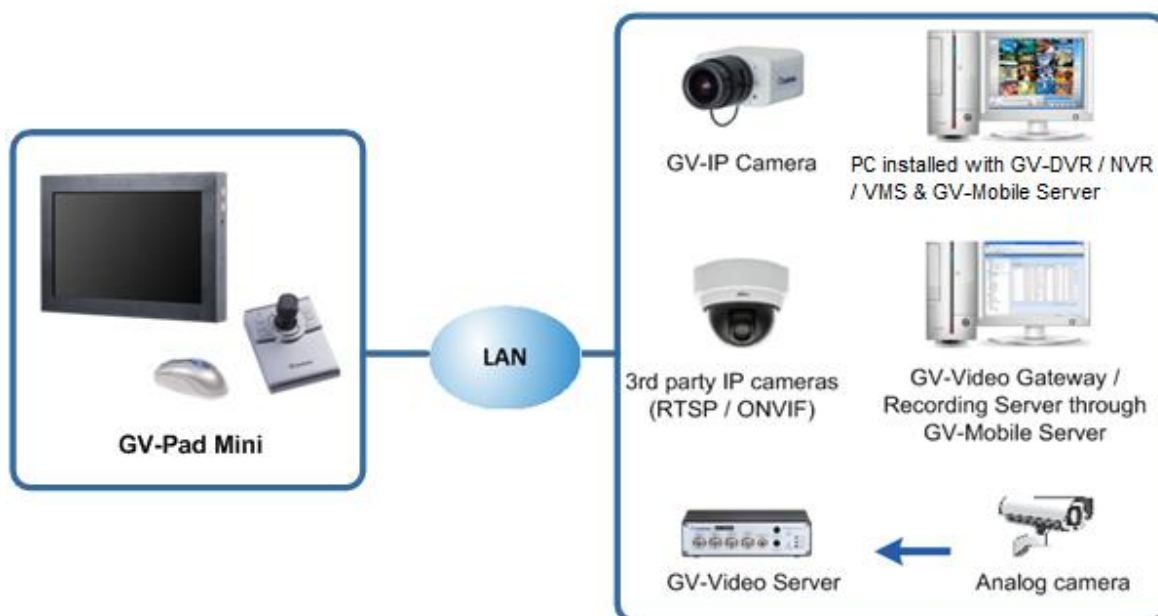 GV-Pad Mini
LAN
GV-IP Camera
PC installed with GV-DVR / NVR
/ VMS & GV-Mobile Server
3rd party IP cameras
(RTSP / ONVIF)
GV-Video Gateway /
Recording Server through
GV-Mobile Server
GV-Video Server
Analog camera